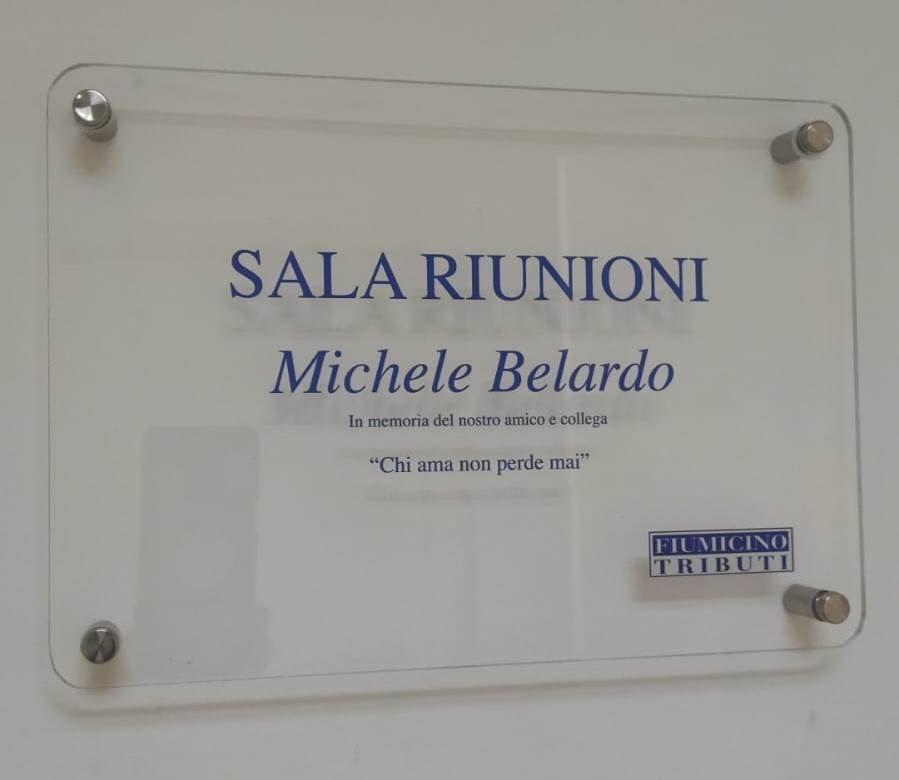 SALA RIUNIONI
Michele Belardo
In memoria del nostro amico e collega
“Chi ama non perde mai”
FIUMICINO
TRIBUTI